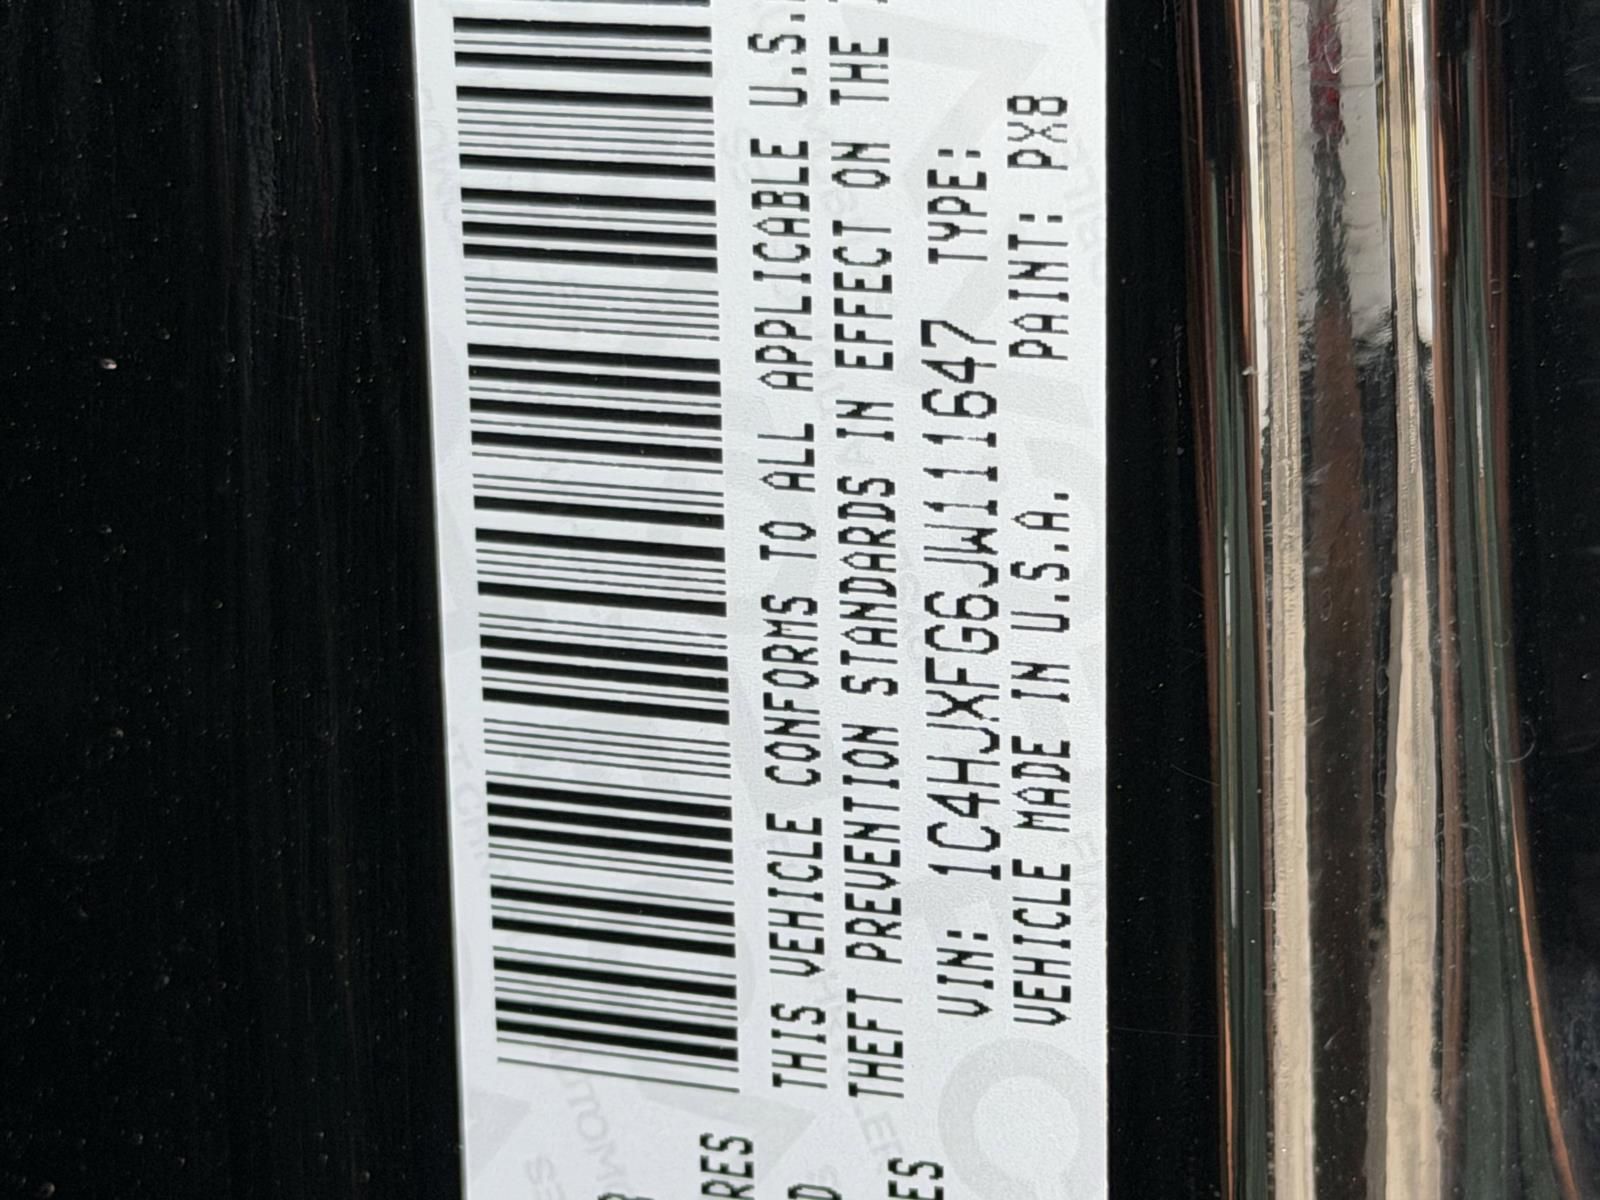 THIS VEHICLE CONFORMS TO ALL APPLICABLE U.S.
THEFT PREVENTION STANDARDS IN EFFECT ON THE
VIN: 1C4HJXFG6JW111647 TYPE:
VEHICLE MADE IN U.S.A. PAINT: PX8